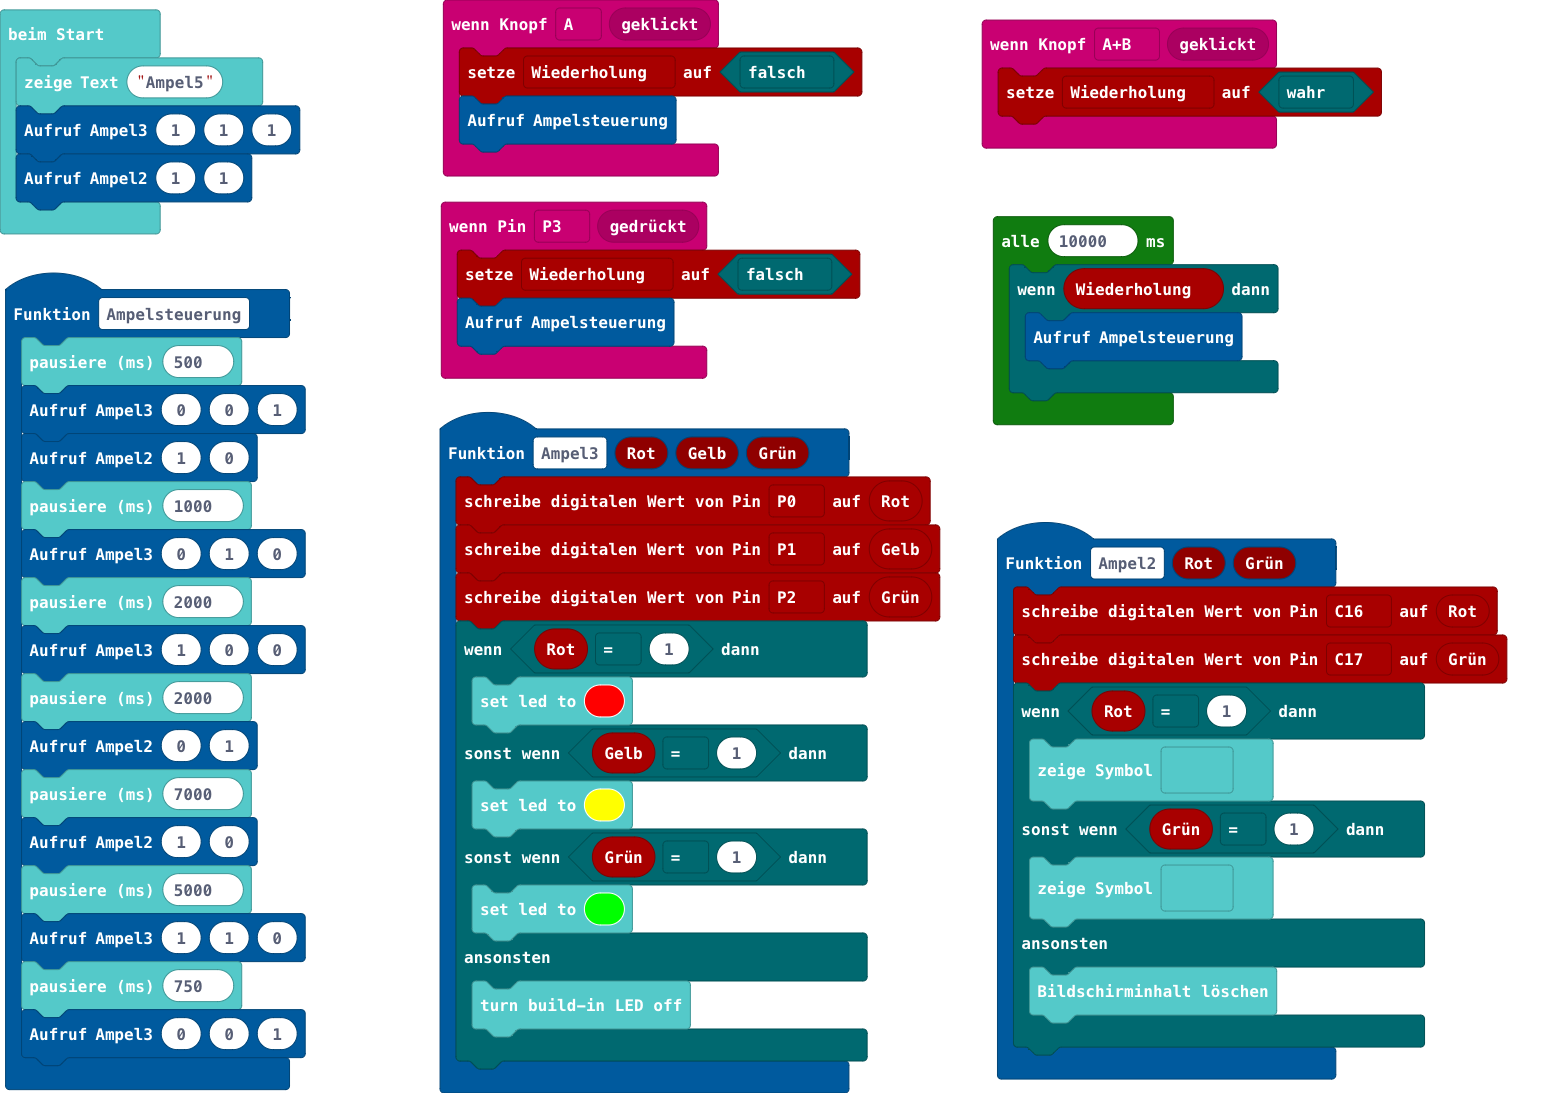 beim Start
zeige Text "Ampel5"
Aufruf Ampel3 1 1 1
Aufruf Ampel2 1 1
Funktion Ampelsteuerung
pausiere (ms) 500
Aufruf Ampel3 0 0 1
Aufruf Ampel2 1 0
pausiere (ms) 1000
Aufruf Ampel3 0 1 0
pausiere (ms) 2000
Aufruf Ampel3 1 0 0
pausiere (ms) 2000
Aufruf Ampel2 0 1
pausiere (ms) 7000
Aufruf Ampel2 1 0
pausiere (ms) 5000
Aufruf Ampel3 1 1 0
pausiere (ms) 750
Aufruf Ampel3 0 0 1
wenn Knopf A geklickt
setze Wiederholung auf falsch
Aufruf Ampelsteuerung
wenn Pin P3 gedrückt
setze Wiederholung auf falsch
Aufruf Ampelsteuerung
Funktion Ampel3 Rot Gelb Grün
schreibe digitalen Wert von Pin P0 auf Rot
schreibe digitalen Wert von Pin P1 auf Gelb
schreibe digitalen Wert von Pin P2 auf Grün
wenn Rot = 1 dann
set led to
sonst wenn Gelb = 1 dann
set led to
sonst wenn Grün = 1 dann
set led to
ansonsten
turn build-in LED off
wenn Knopf A+B geklickt
setze Wiederholung auf wahr
alle 10000 ms
wenn Wiederholung dann
Aufruf Ampelsteuerung
Funktion Ampel2 Rot Grün
schreibe digitalen Wert von Pin C16 auf Rot
schreibe digitalen Wert von Pin C17 auf Grün
wenn Rot = 1 dann
zeige Symbol
sonst wenn Grün = 1 dann
zeige Symbol
ansonsten
Bildschirminhalt löschen